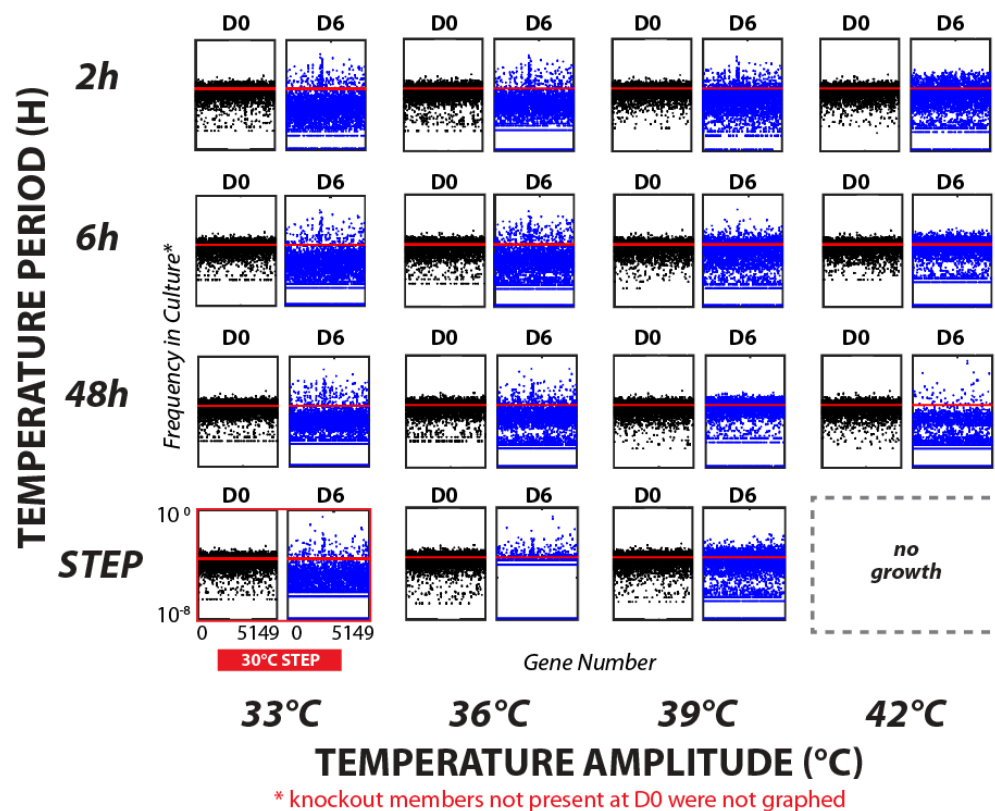 TEMPERATURE PERIOD (H)
D0 D6 D0 D6 D0 D6 D0 D6
2h
D0 D6 D0 D6 D0 D6 D0 D6
6h
Frequency in Culture*
D0 D6 D0 D6 D0 D6 D0 D6
48h
D0 D6 D0 D6 D0 D6
10⁰
STEP
no
growth
10⁻⁸
0 5149 0 5149
30°C STEP
Gene Number
33°C 36°C 39°C 42°C
TEMPERATURE AMPLITUDE (°C)
* knockout members not present at D0 were not graphed